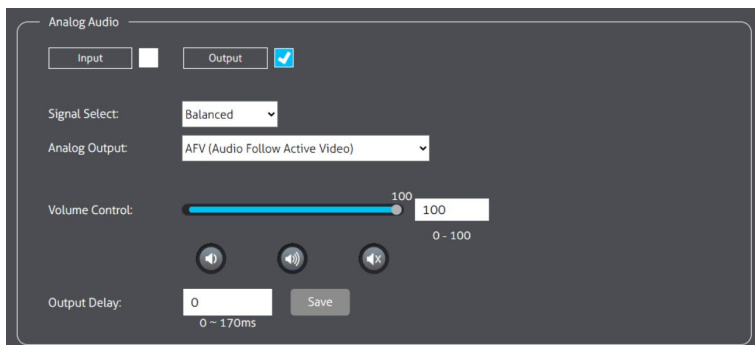 Analog Audio
Input
Output
Signal Select:
Balanced
Analog Output:
AFV (Audio Follow Active Video)
100
Volume Control:
100
0 - 100
Output Delay:
0
Save
0 ~ 170ms